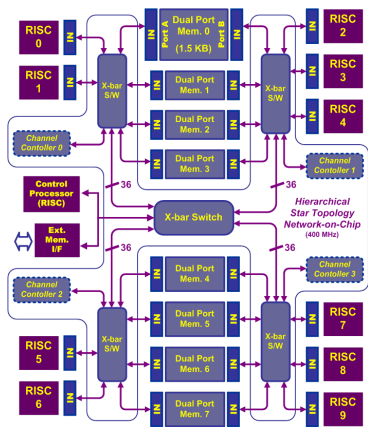 RISC
0
IN
IN
Port A
Dual Port
Mem. 0
(1.5 KB)
Port B
IN
IN
RISC
2
RISC
1
IN
X-bar
S/W
IN
Dual Port
Mem. 1
IN
X-bar
S/W
IN
RISC
3
IN
Dual Port
Mem. 2
IN
IN
RISC
4
Channel
Contoller 0
IN
Dual Port
Mem. 3
IN
Channel
Contoller 1
36
36
Control
Processor
(RISC)
X-bar Switch
Hierarchical
Star Topology
Network-on-Chip
(400 MHz)
Ext.
Mem.
I/F
36
36
Channel
Contoller 2
IN
Dual Port
Mem. 4
IN
Channel
Contoller 3
IN
Dual Port
Mem. 5
IN
IN
RISC
7
RISC
5
IN
X-bar
S/W
IN
Dual Port
Mem. 6
IN
X-bar
S/W
IN
RISC
8
RISC
6
IN
IN
Dual Port
Mem. 7
IN
IN
RISC
9